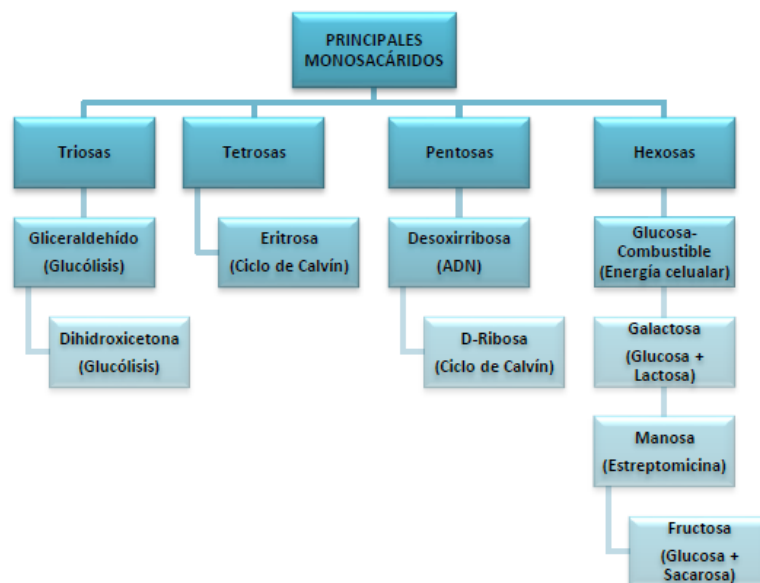 PRINCIPALES
MONOSACÁRIDOS
Triosas
Tetrosas
Pentosas
Hexosas
Gliceraldehído
(Glucólisis)
Eritrosa
(Ciclo de Calvín)
Desoxirribosa
(ADN)
Glucosa-
Combustible
(Energía celualar)
Dihidroxicetona
(Glucólisis)
D-Ribosa
(Ciclo de Calvín)
Galactosa
(Glucosa +
Lactosa)
Manosa
(Estreptomicina)
Fructosa
(Glucosa +
Sacarosa)